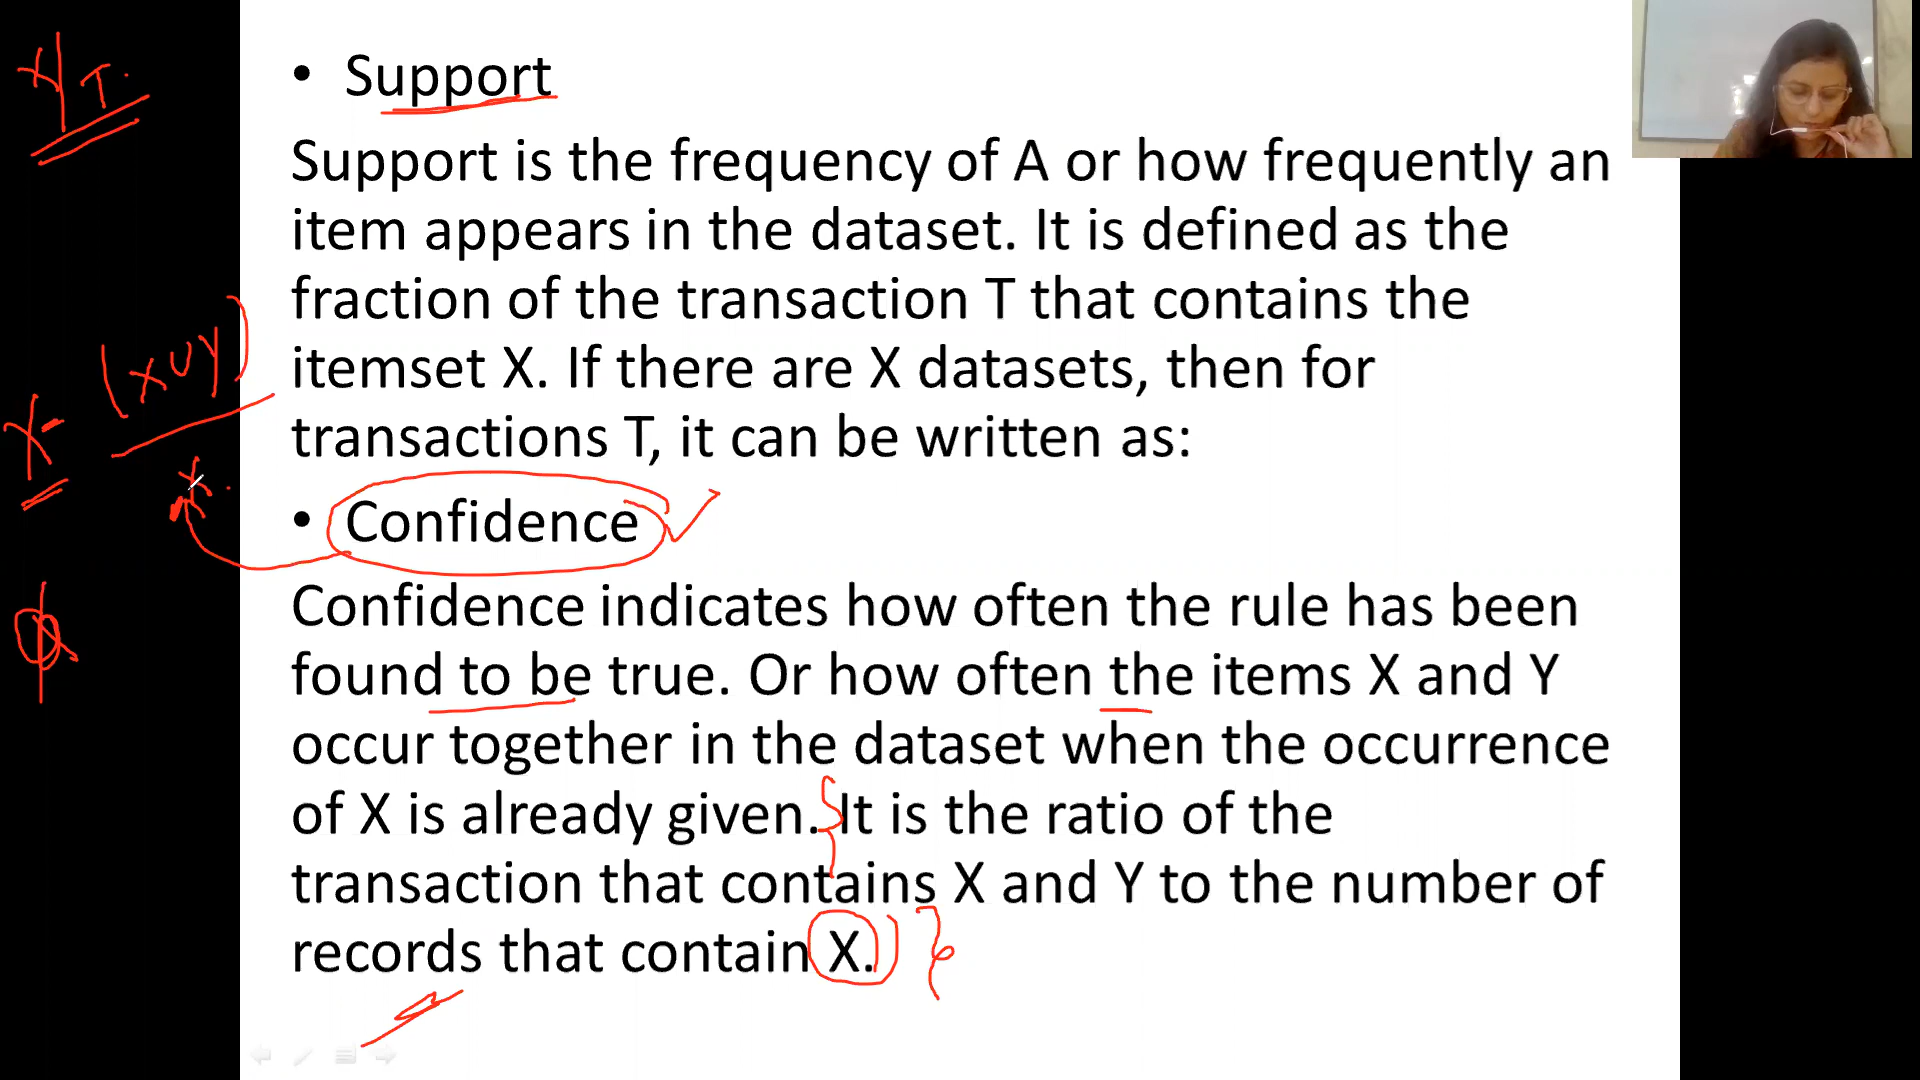 X/T.
• Support
Support is the frequency of A or how frequently an
item appears in the dataset. It is defined as the
fraction of the transaction T that contains the
itemset X. If there are X datasets, then for
transactions T, it can be written as:
(X∪Y)
X
X.
• Confidence
Confidence indicates how often the rule has been
found to be true. Or how often the items X and Y
occur together in the dataset when the occurrence
of X is already given. It is the ratio of the
transaction that contains X and Y to the number of
records that contain X.